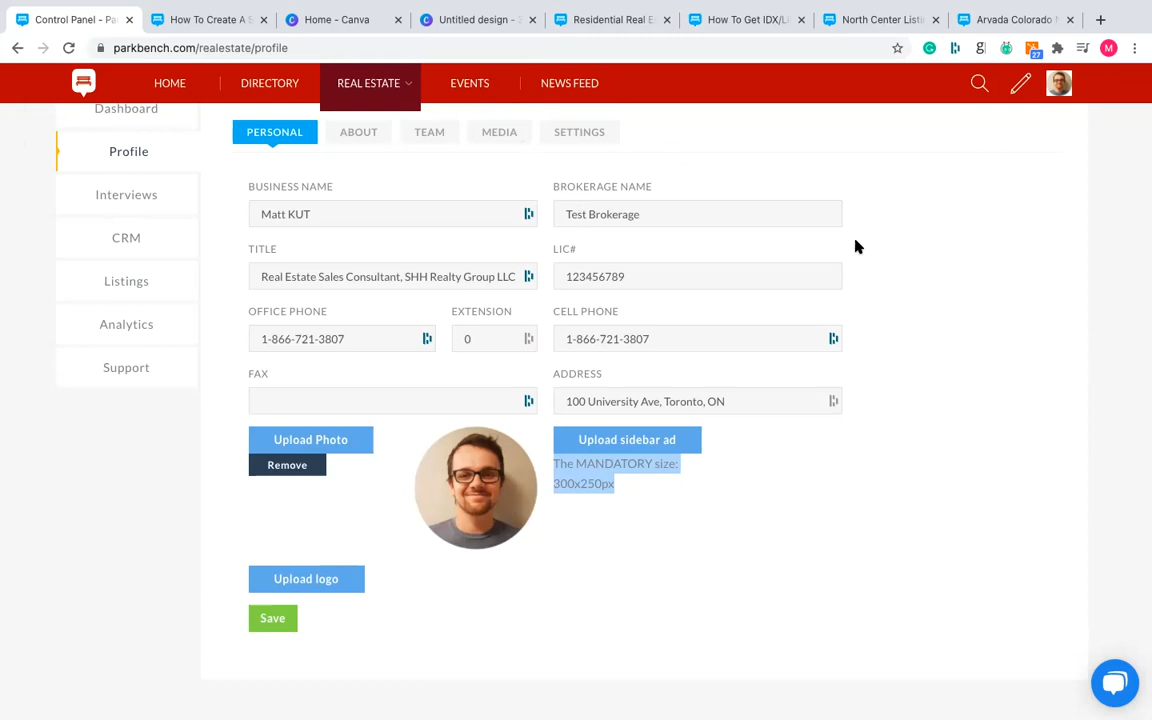 Control Panel - Pa
How To Create A S
Home - Canva
Untitled design - 3
Residential Real E
How To Get IDX/Li
North Center Listi
Arvada Colorado N
parkbench.com/realestate/profile
27
M
HOME
DIRECTORY
REAL ESTATE
EVENTS
NEWS FEED
Dashboard
Profile
Interviews
CRM
Listings
Analytics
Support
PERSONAL
ABOUT
TEAM
MEDIA
SETTINGS
BUSINESS NAME
BROKERAGE NAME
Matt KUT
Test Brokerage
TITLE
LIC#
Real Estate Sales Consultant, SHH Realty Group LLC
123456789
OFFICE PHONE
EXTENSION
CELL PHONE
1-866-721-3807
0
1-866-721-3807
FAX
ADDRESS
100 University Ave, Toronto, ON
Upload Photo
Remove
Upload sidebar ad
The MANDATORY size:
300x250px
Upload logo
Save